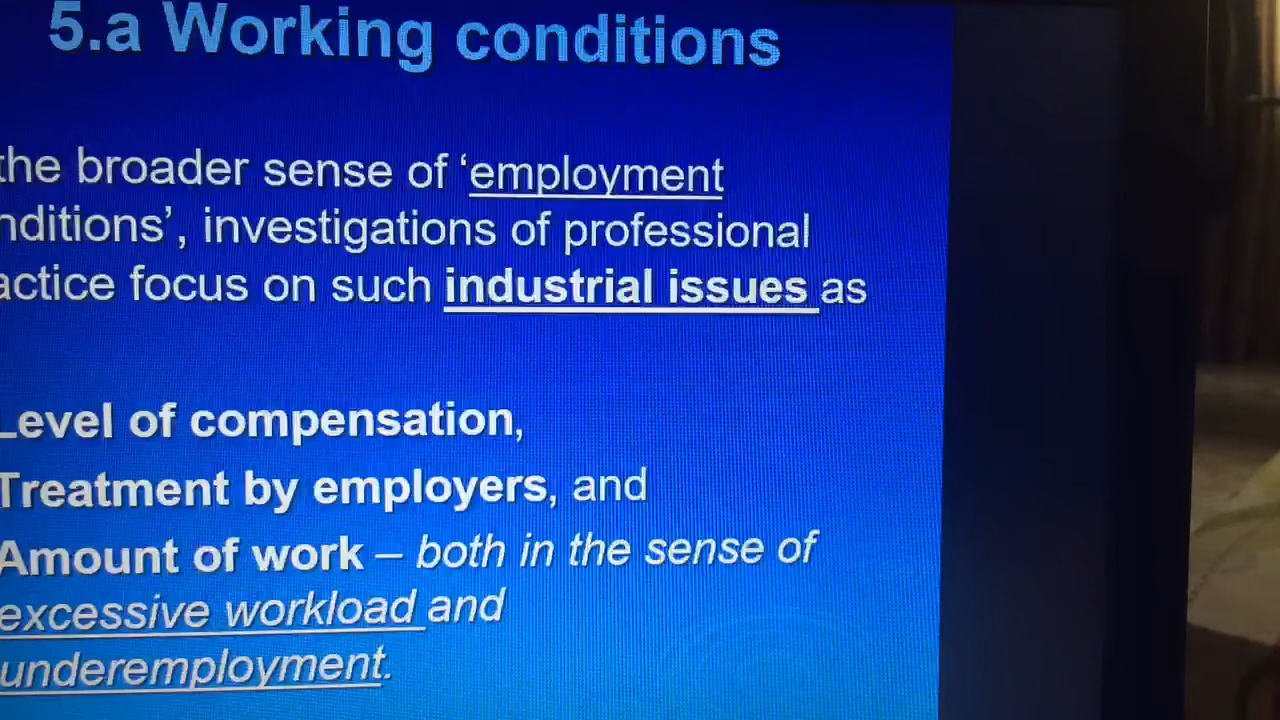 5.a Working conditions
the broader sense of ‘employment
nditions’, investigations of professional
actice focus on such industrial issues as
Level of compensation,
Treatment by employers, and
Amount of work – both in the sense of
excessive workload and
underemployment.